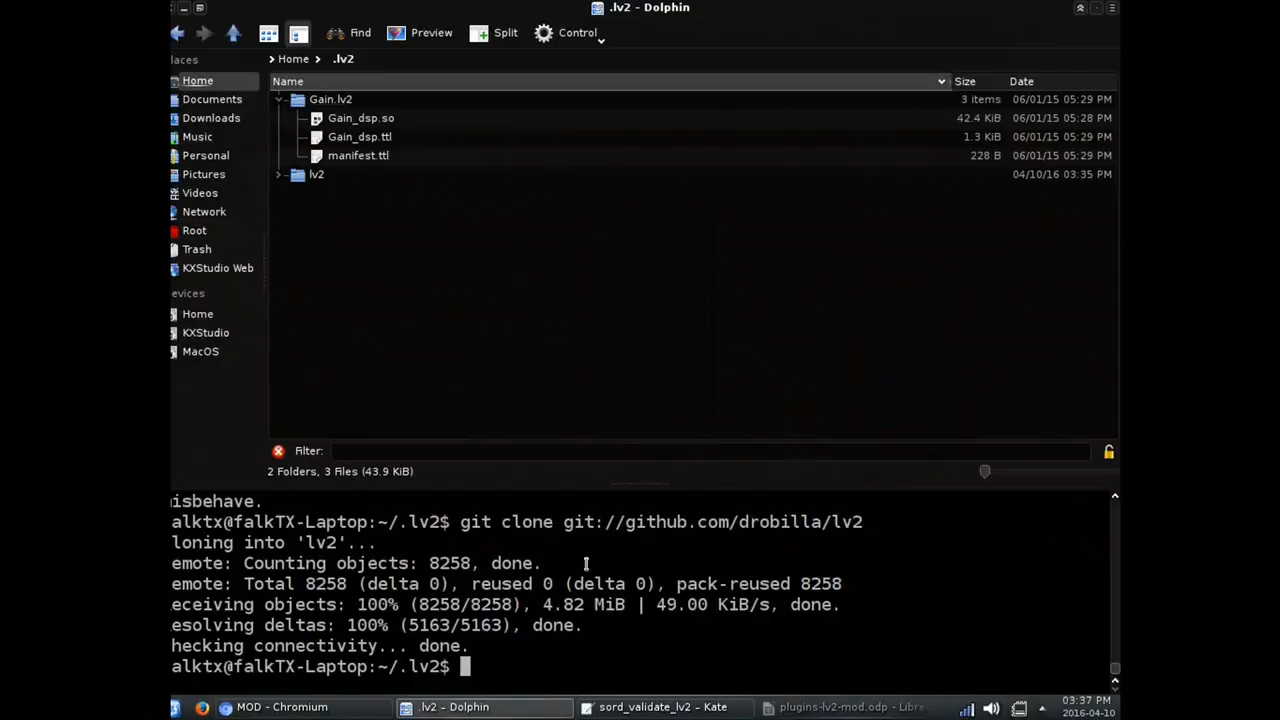 .lv2 - Dolphin
Find Preview Split Control
laces
> Home > .lv2
Home
Documents
Downloads
Music
Personal
Pictures
Videos
Network
Root
Trash
KXStudio Web
evices
Home
KXStudio
MacOS
Name Size Date
Gain.lv2 3 items 06/01/15 05:29 PM
Gain_dsp.so 42.4 KiB 06/01/15 05:28 PM
Gain_dsp.ttl 1.3 KiB 06/01/15 05:29 PM
manifest.ttl 228 B 06/01/15 05:29 PM
lv2 04/10/16 03:35 PM
Filter:
2 Folders, 3 Files (43.9 KiB)
isbehave.
alktx@falkTX-Laptop:~/.lv2$ git clone git://github.com/drobilla/lv2
loning into 'lv2'...
emote: Counting objects: 8258, done.
emote: Total 8258 (delta 0), reused 0 (delta 0), pack-reused 8258
eceiving objects: 100% (8258/8258), 4.82 MiB | 49.00 KiB/s, done.
esolving deltas: 100% (5163/5163), done.
hecking connectivity... done.
alktx@falkTX-Laptop:~/.lv2$
MOD - Chromium .lv2 - Dolphin sord_validate_lv2 - Kate plugins-lv2-mod.odp - Libre 03:37 PM
2016-04-10